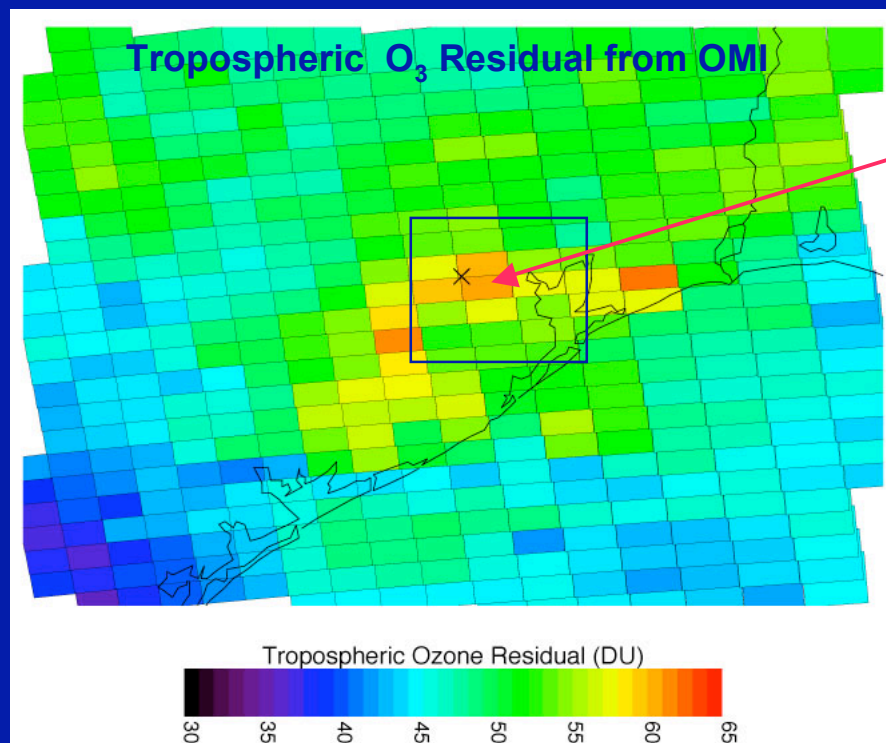 Tropospheric O3 Residual from OMI
Tropospheric Ozone Residual (DU)
30 35 40 45 50 55 60 65